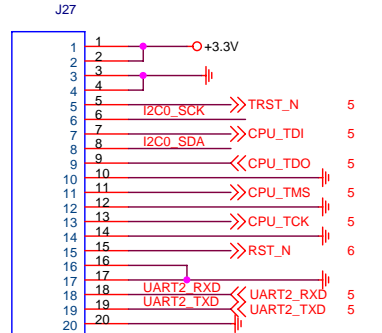 J27
1 1 +3.3V
2 2
3 3
4 4
5 5 TRST_N 5
6 6 I2C0_SCK
7 7 CPU_TDI 5
8 8 I2C0_SDA
9 9 CPU_TDO 5
10 10
11 11 CPU_TMS 5
12 12
13 13 CPU_TCK 5
14 14
15 15 RST_N 6
16 16
17 17
18 18 UART2_RXD UART2_RXD 5
19 19 UART2_TXD UART2_TXD 5
20 20